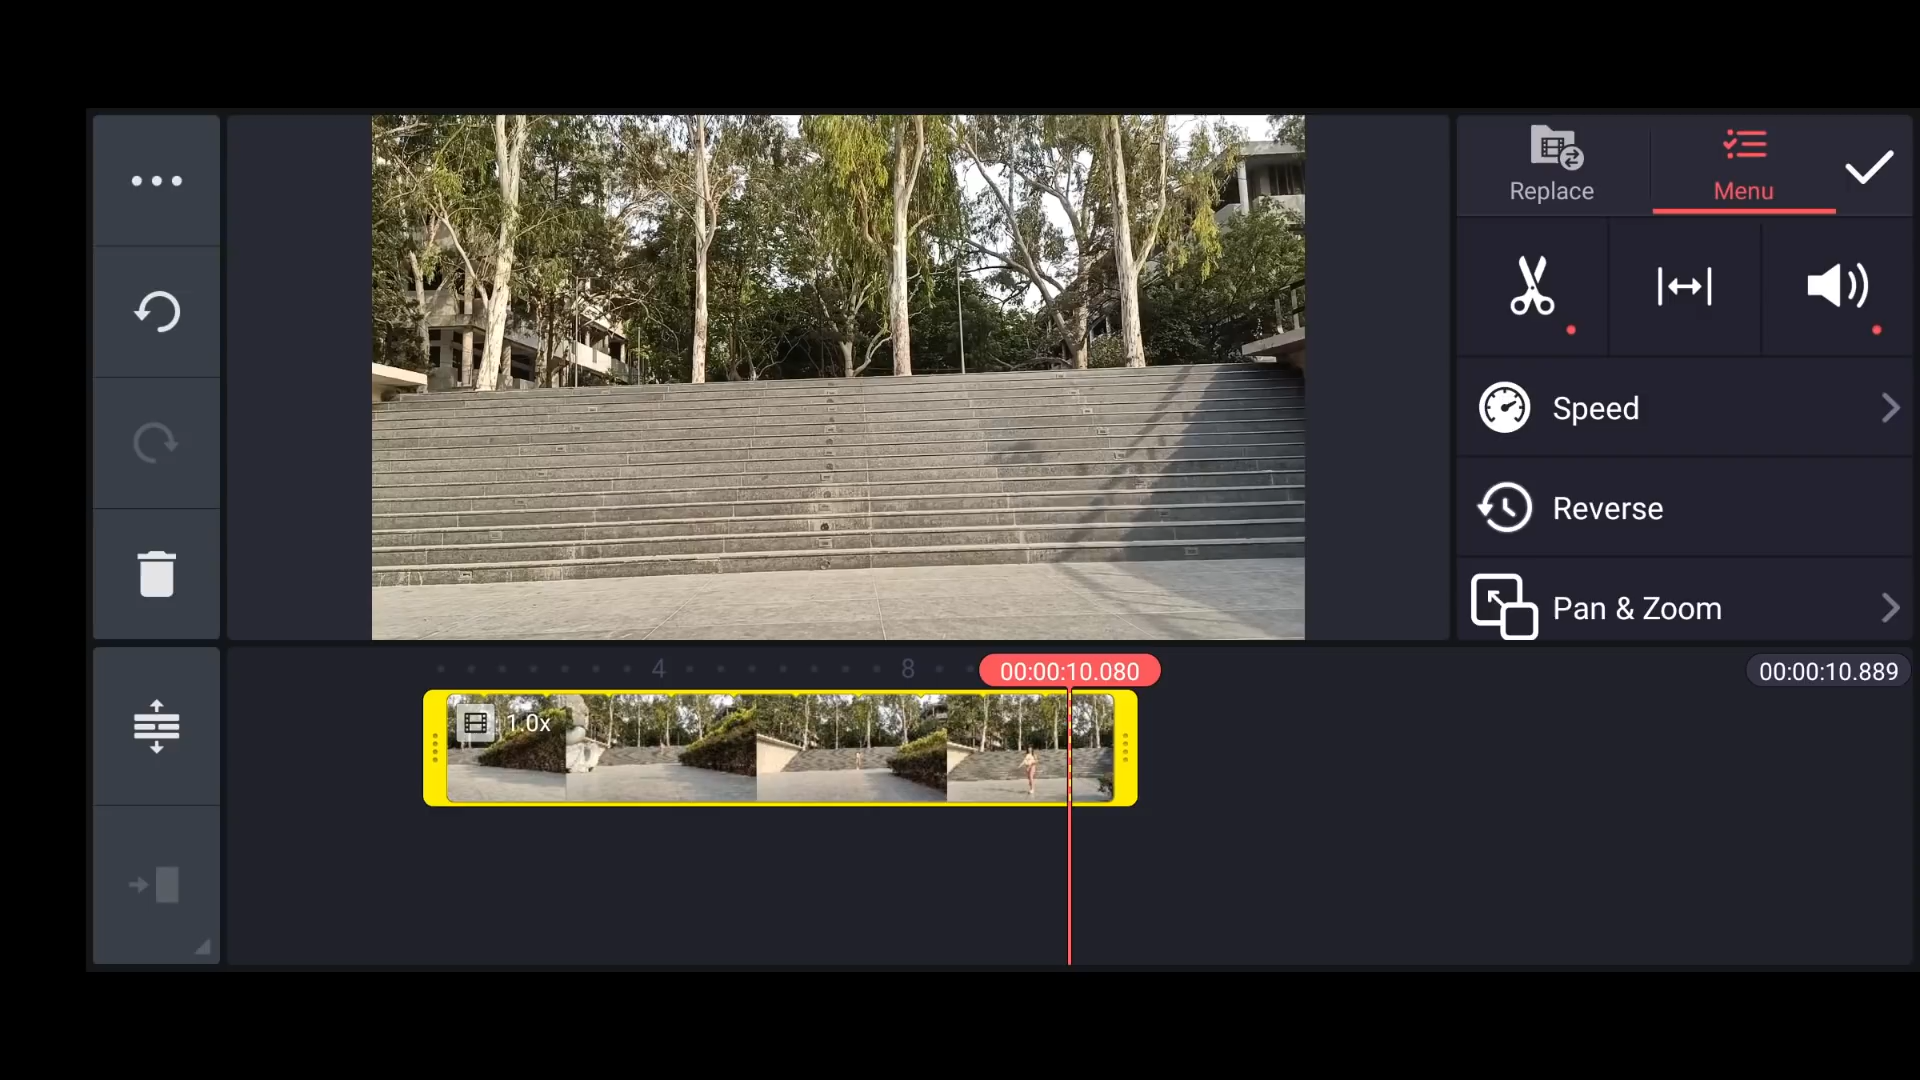 Replace
Menu
Speed
Reverse
Pan & Zoom
4
8
00:00:10.080
00:00:10.889
1.0x